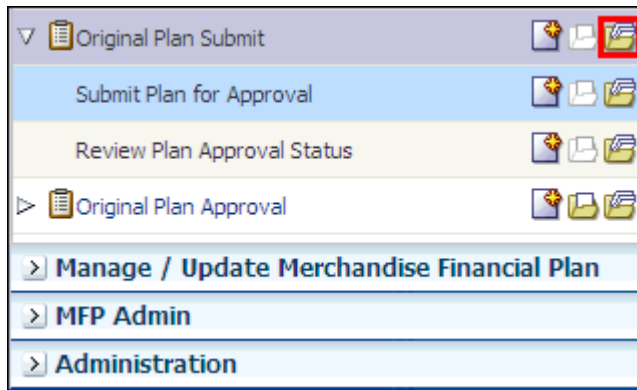 Original Plan Submit
Submit Plan for Approval
Review Plan Approval Status
Original Plan Approval
Manage / Update Merchandise Financial Plan
MFP Admin
Administration